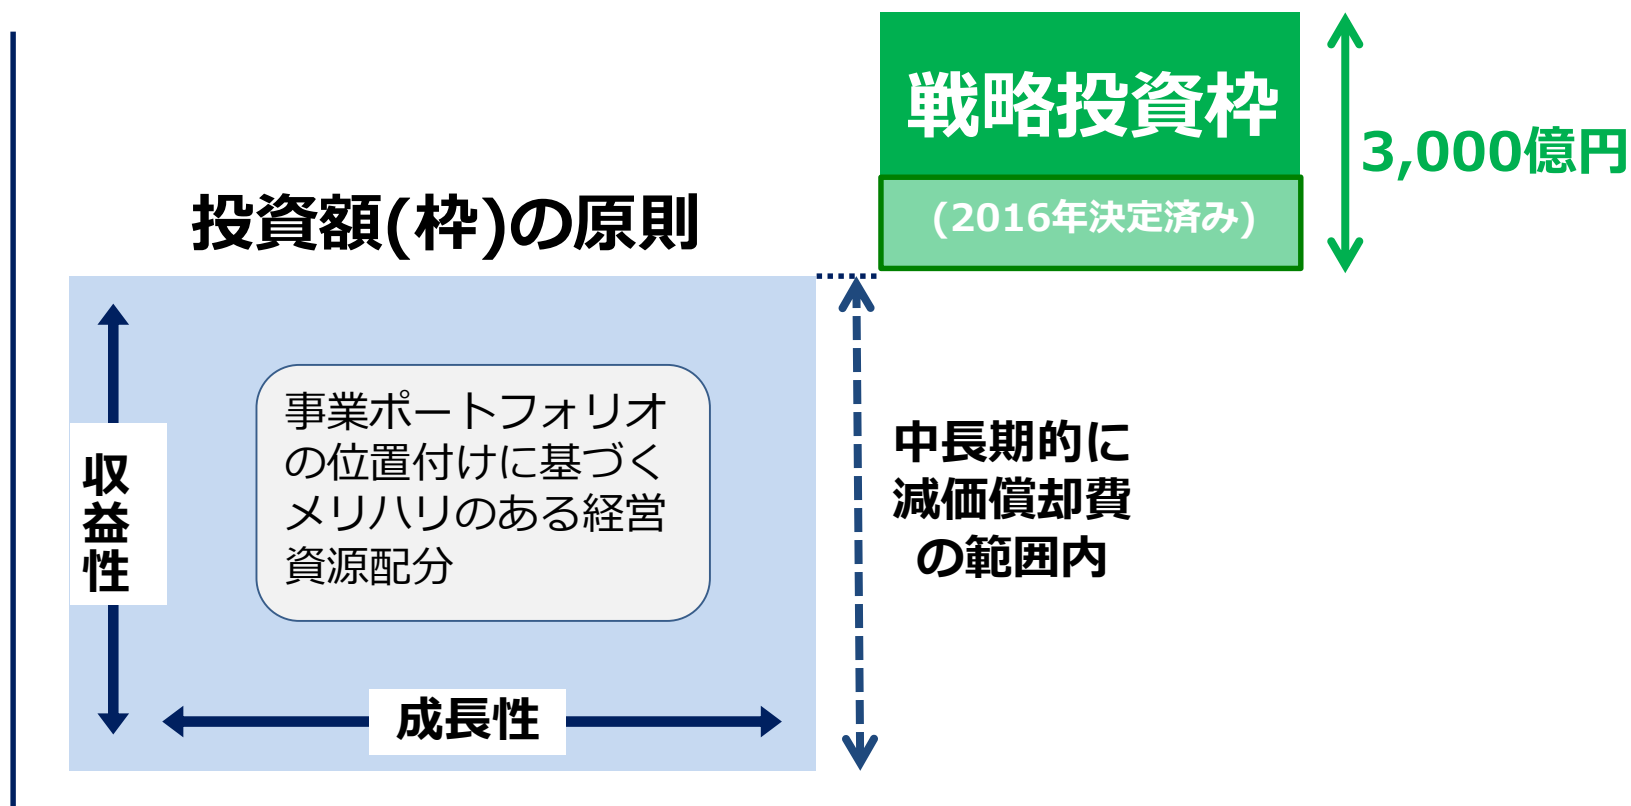 戦略投資枠
(2016年決定済み)
3,000億円
投資額(枠)の原則
収益性
事業ポートフォリオ
の位置付けに基づく
メリハリのある経営
資源配分
成長性
中長期的に
減価償却費
の範囲内